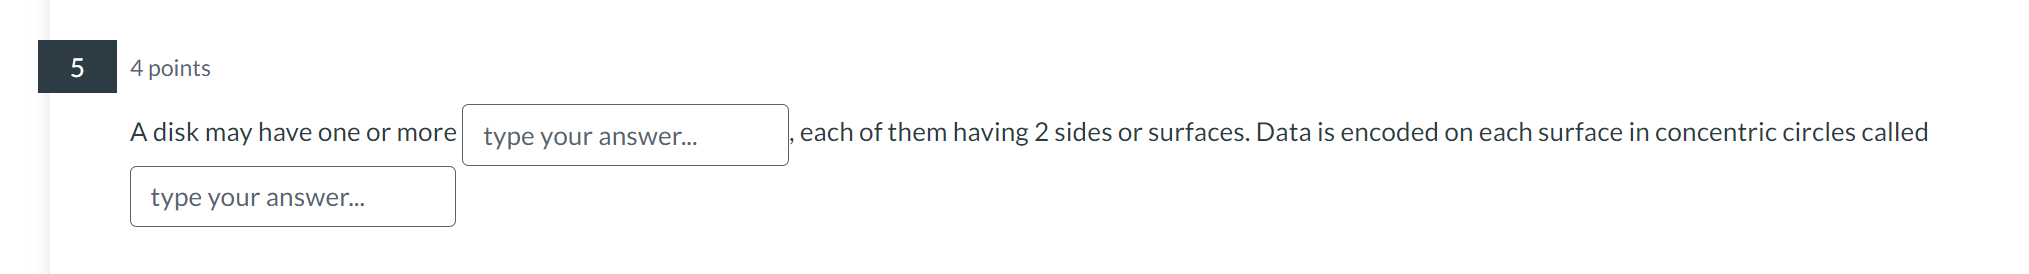 5 4 points
A disk may have one or more type your answer... , each of them having 2 sides or surfaces. Data is encoded on each surface in concentric circles called
type your answer...